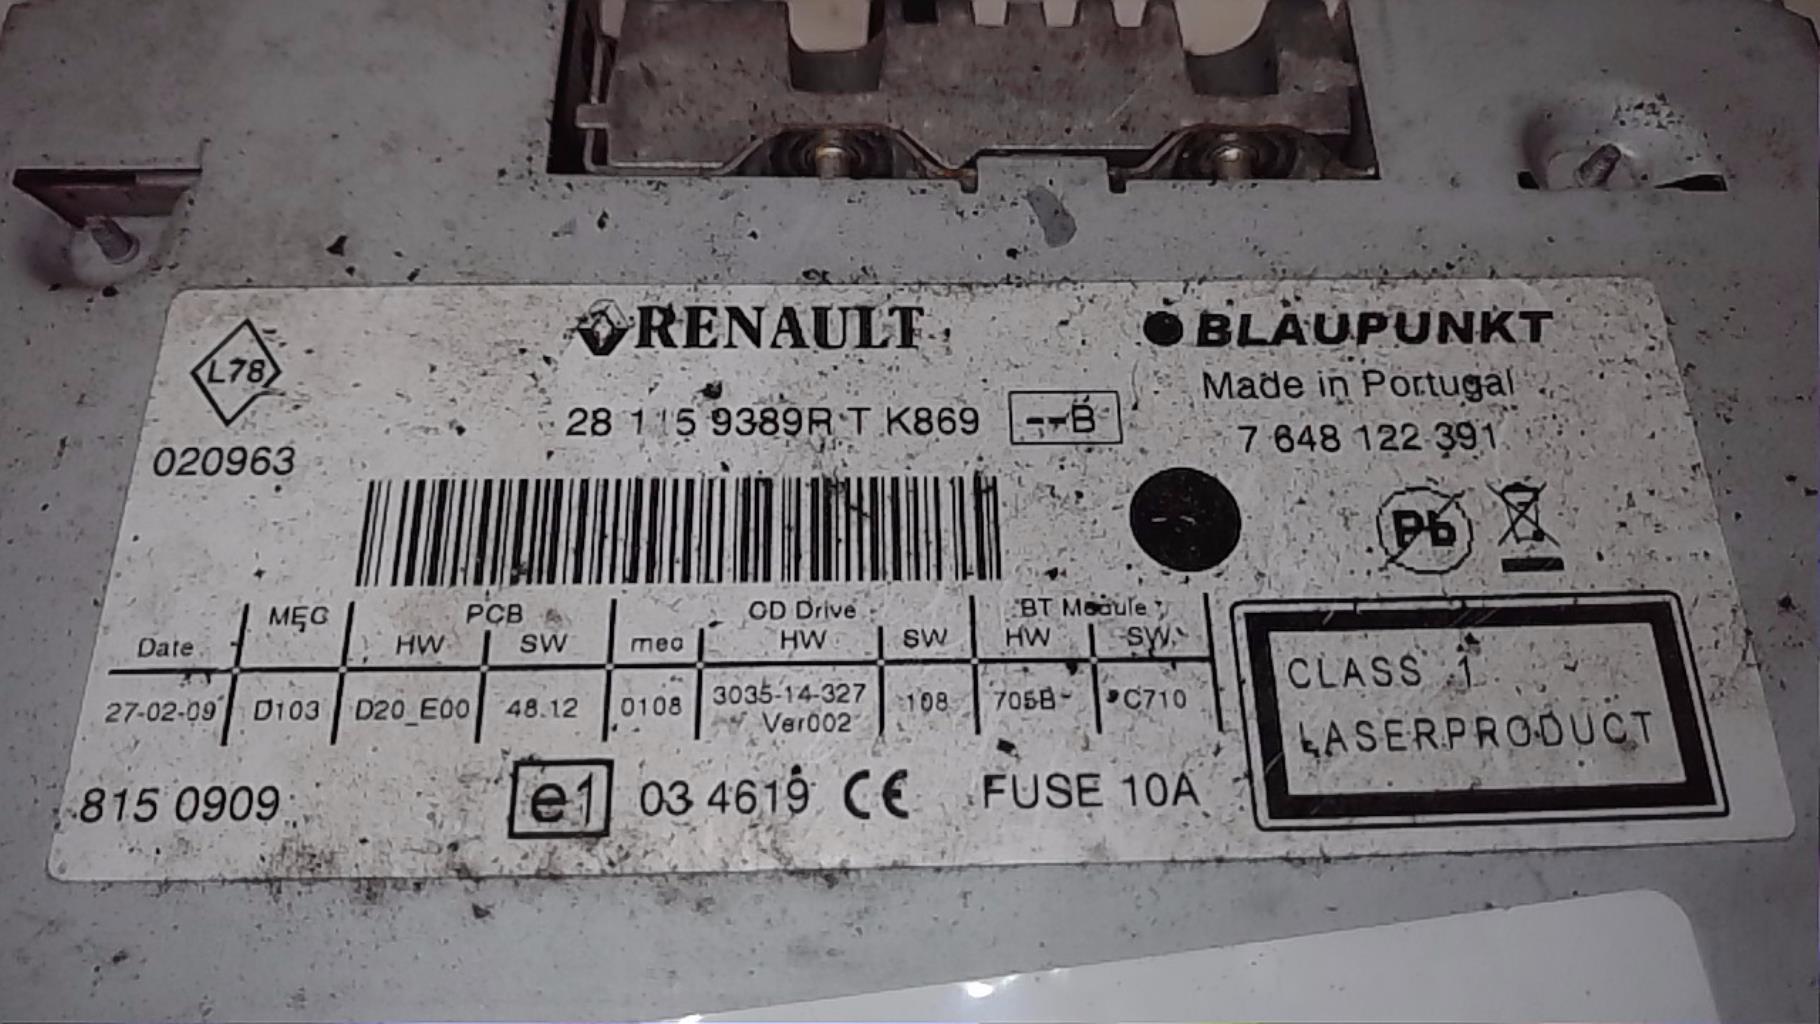 RENAULT
BLAUPUNKT
L78
Made in Portugal
28 115 9389R T K869
--B
7 648 122 391
020963
Pb
Date MEC PCB HW SW mec CD Drive HW SW BT Module HW SW
27-02-09 D103 D20_E00 48.12 0108 3035-14-327 Ver002 108 705B C710
CLASS 1
LASERPRODUCT
815 0909
e1 03 4619 CE FUSE 10A